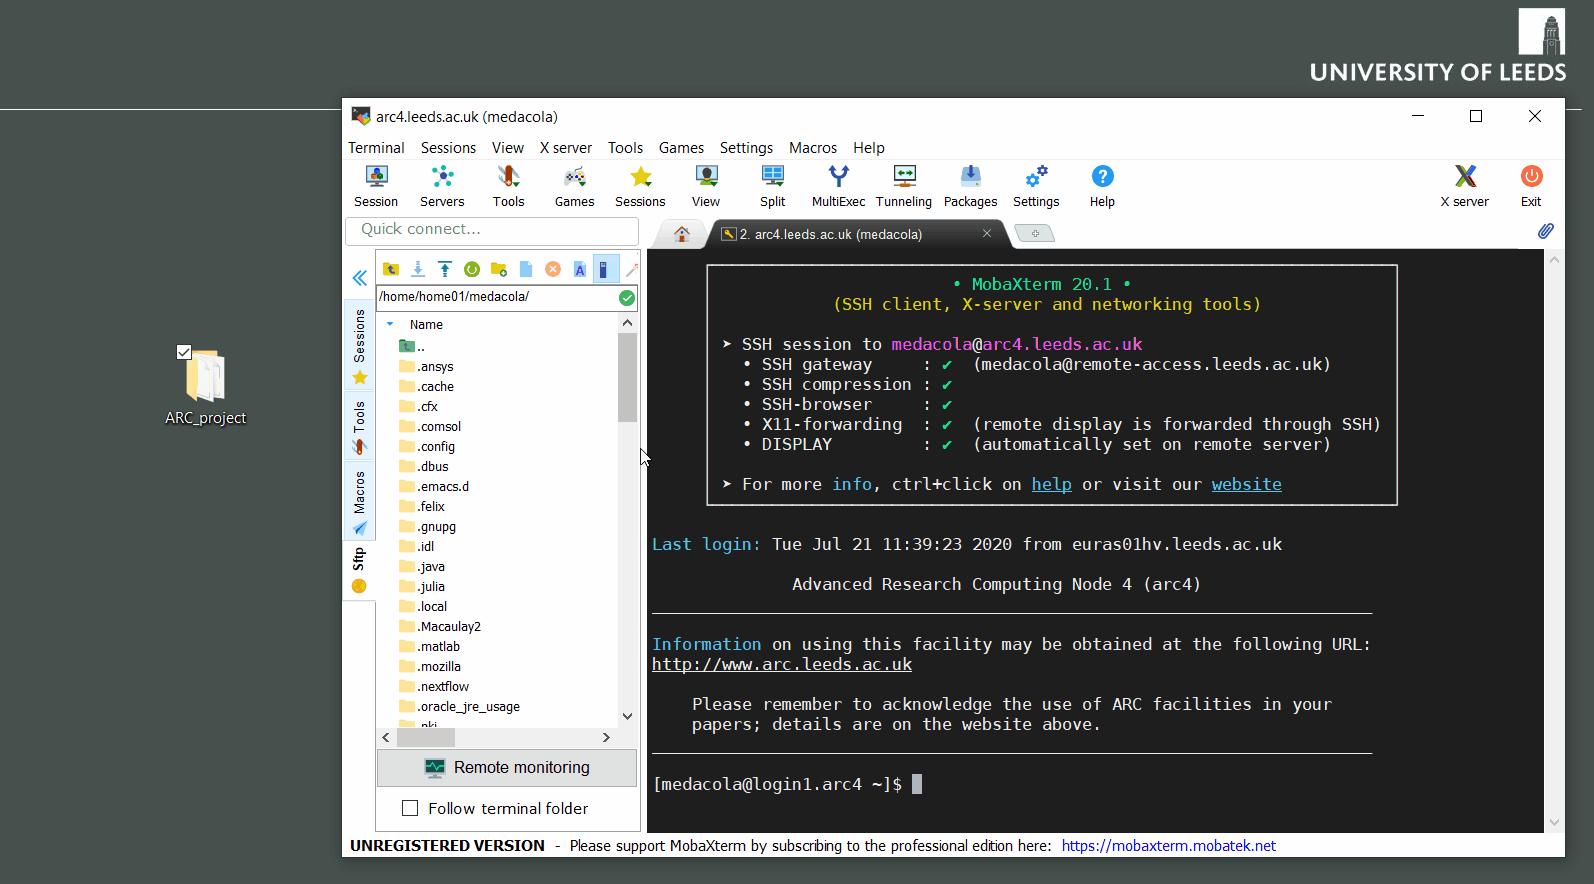 UNIVERSITY OF LEEDS
ARC_project
arc4.leeds.ac.uk (medacola)
Terminal Sessions View X server Tools Games Settings Macros Help
Session Servers Tools Games Sessions View Split MultiExec Tunneling Packages Settings Help X server Exit
Quick connect...
2. arc4.leeds.ac.uk (medacola)
Sessions
Tools
Macros
Sftp
/home/home01/medacola/
Name
..
.ansys
.cache
.cfx
.comsol
.config
.dbus
.emacs.d
.felix
.gnupg
.idl
.java
.julia
.local
.Macaulay2
.matlab
.mozilla
.nextflow
.oracle_jre_usage
Remote monitoring
Follow terminal folder
• MobaXterm 20.1 •
(SSH client, X-server and networking tools)
➤ SSH session to medacola@arc4.leeds.ac.uk
• SSH gateway : ✔ (medacola@remote-access.leeds.ac.uk)
• SSH compression : ✔
• SSH-browser : ✔
• X11-forwarding : ✔ (remote display is forwarded through SSH)
• DISPLAY : ✔ (automatically set on remote server)
➤ For more info, ctrl+click on help or visit our website
Last login: Tue Jul 21 11:39:23 2020 from euras01hv.leeds.ac.uk
Advanced Research Computing Node 4 (arc4)
Information on using this facility may be obtained at the following URL:
http://www.arc.leeds.ac.uk
Please remember to acknowledge the use of ARC facilities in your
papers; details are on the website above.
[medacola@login1.arc4 ~]$
UNREGISTERED VERSION - Please support MobaXterm by subscribing to the professional edition here: https://mobaxterm.mobatek.net